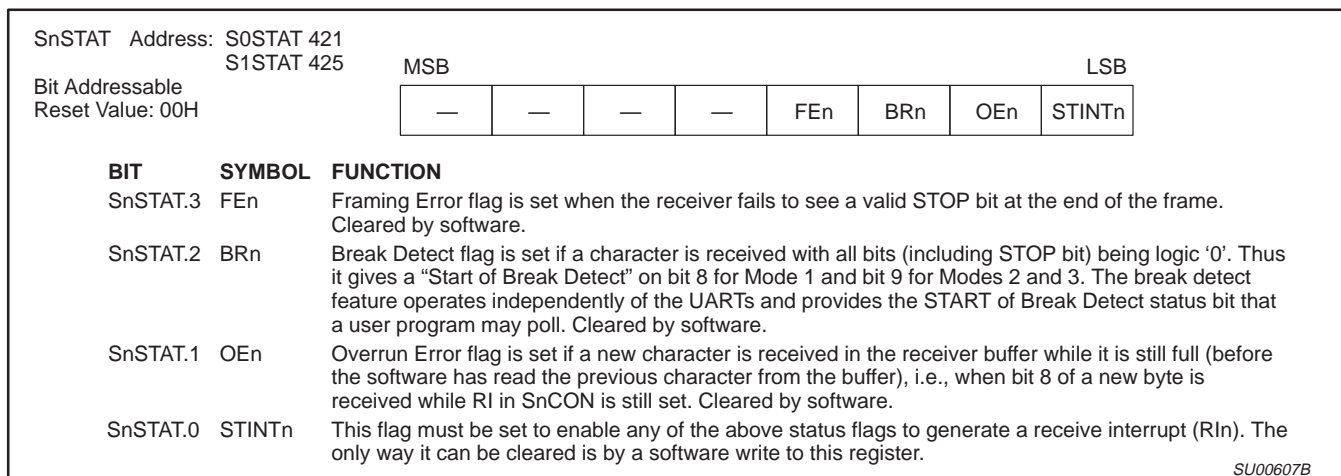 SnSTAT Address: S0STAT 421
S1STAT 425
MSB LSB
Bit Addressable
Reset Value: 00H
— — — — FEn BRn OEn STINTn
BIT SYMBOL FUNCTION
SnSTAT.3 FEn Framing Error flag is set when the receiver fails to see a valid STOP bit at the end of the frame.
Cleared by software.
SnSTAT.2 BRn Break Detect flag is set if a character is received with all bits (including STOP bit) being logic ‘0’. Thus
it gives a “Start of Break Detect” on bit 8 for Mode 1 and bit 9 for Modes 2 and 3. The break detect
feature operates independently of the UARTs and provides the START of Break Detect status bit that
a user program may poll. Cleared by software.
SnSTAT.1 OEn Overrun Error flag is set if a new character is received in the receiver buffer while it is still full (before
the software has read the previous character from the buffer), i.e., when bit 8 of a new byte is
received while RI in SnCON is still set. Cleared by software.
SnSTAT.0 STINTn This flag must be set to enable any of the above status flags to generate a receive interrupt (RIn). The
only way it can be cleared is by a software write to this register.
SU00607B